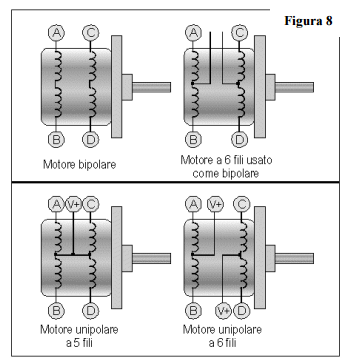 Figura 8
A C
B D
Motore bipolare
A C
B D
Motore a 6 fili usato
come bipolare
A V+ C
B D
Motore unipolare
a 5 fili
A V+ C
B V+ D
Motore unipolare
a 6 fili